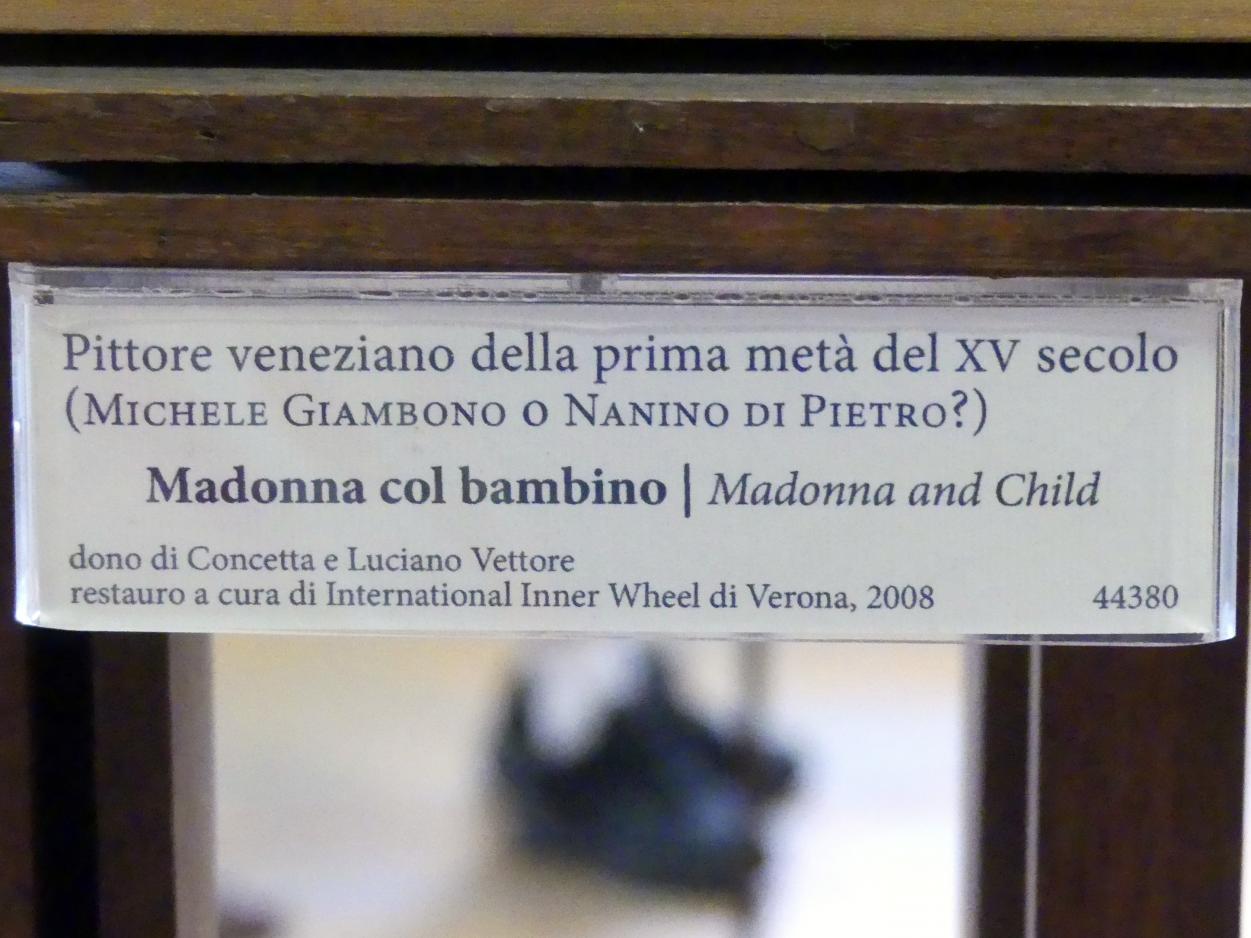 Pittore veneziano della prima metà del XV secolo
(Michele Giambono o Nanino di Pietro?)
Madonna col bambino | Madonna and Child
dono di Concetta e Luciano Vettore
restauro a cura di International Inner Wheel di Verona, 2008 44380